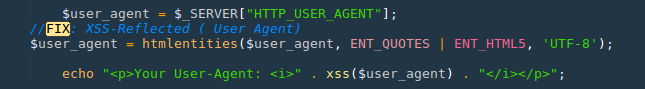 $user_agent = $_SERVER["HTTP_USER_AGENT"];
//FIX: XSS-Reflected ( User Agent)
$user_agent = htmlentities($user_agent, ENT_QUOTES | ENT_HTML5, 'UTF-8');
echo "<p>Your User-Agent: <i>" . xss($user_agent) . "</i></p>";